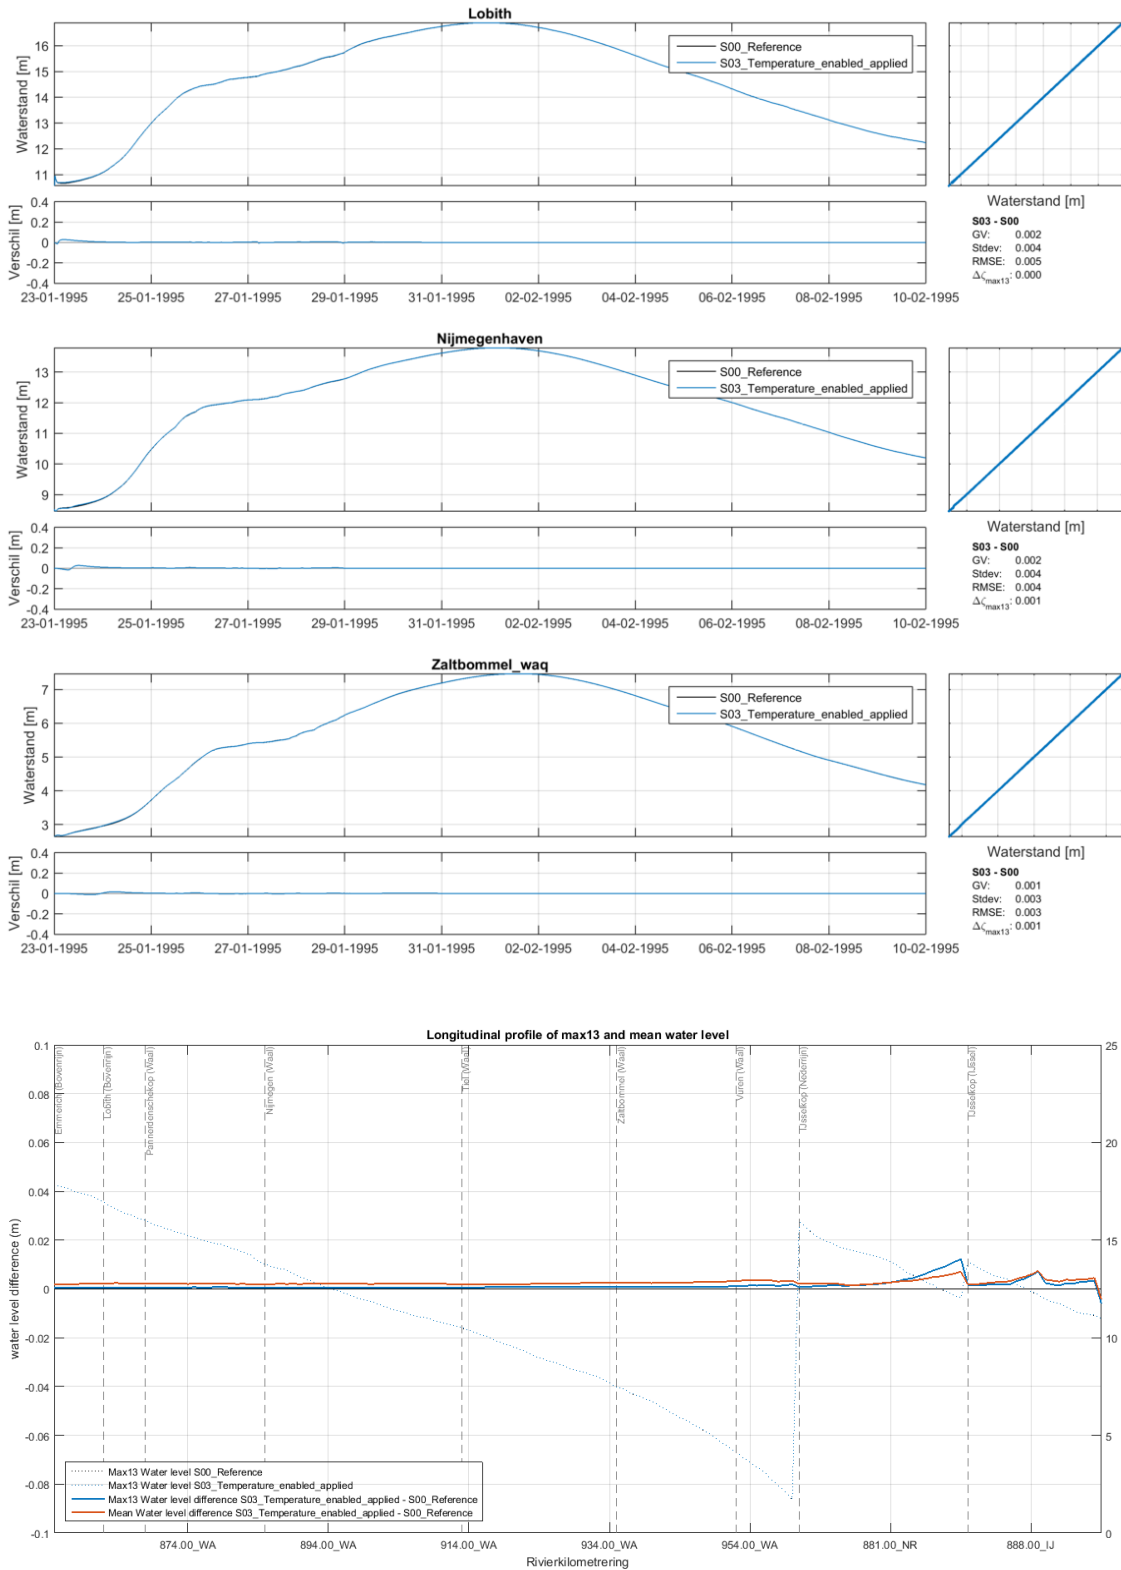 Lobith
Waterstand [m]
16
15
14
13
12
11
S00_Reference
S03_Temperature_enabled_applied
Verschil [m]
0.4
0.2
0
-0.2
-0.4
23-01-1995 25-01-1995 27-01-1995 29-01-1995 31-01-1995 02-02-1995 04-02-1995 06-02-1995 08-02-1995 10-02-1995
Waterstand [m]
S03 - S00
GV: 0.002
Stdev: 0.004
RMSE: 0.005
Δζmax13: 0.000
Nijmegenhaven
Waterstand [m]
13
12
11
10
9
S00_Reference
S03_Temperature_enabled_applied
Verschil [m]
0.4
0.2
0
-0.2
-0.4
23-01-1995 25-01-1995 27-01-1995 29-01-1995 31-01-1995 02-02-1995 04-02-1995 06-02-1995 08-02-1995 10-02-1995
Waterstand [m]
S03 - S00
GV: 0.002
Stdev: 0.004
RMSE: 0.004
Δζmax13: 0.001
Zaltbommel_waq
Waterstand [m]
7
6
5
4
3
S00_Reference
S03_Temperature_enabled_applied
Verschil [m]
0.4
0.2
0
-0.2
-0.4
23-01-1995 25-01-1995 27-01-1995 29-01-1995 31-01-1995 02-02-1995 04-02-1995 06-02-1995 08-02-1995 10-02-1995
Waterstand [m]
S03 - S00
GV: 0.001
Stdev: 0.003
RMSE: 0.003
Δζmax13: 0.001
Longitudinal profile of max13 and mean water level
water level difference (m)
0.1
0.08
0.06
0.04
0.02
0
-0.02
-0.04
-0.06
-0.08
-0.1
Emmerich (Bovenrijn)
Lobith (Bovenrijn)
Pannerdenschekop (Waal)
Nijmegen (Waal)
Tiel (Waal)
Zaltbommel (Waal)
Vuren (Waal)
IJsselkop (Nederrijn)
IJsselkop (IJssel)
25
20
15
10
5
0
Max13 Water level S00_Reference
Max13 Water level S03_Temperature_enabled_applied
Max13 Water level difference S03_Temperature_enabled_applied - S00_Reference
Mean Water level difference S03_Temperature_enabled_applied - S00_Reference
874.00_WA 894.00_WA 914.00_WA 934.00_WA 954.00_WA 881.00_NR 888.00_IJ
Rivierkilometrering